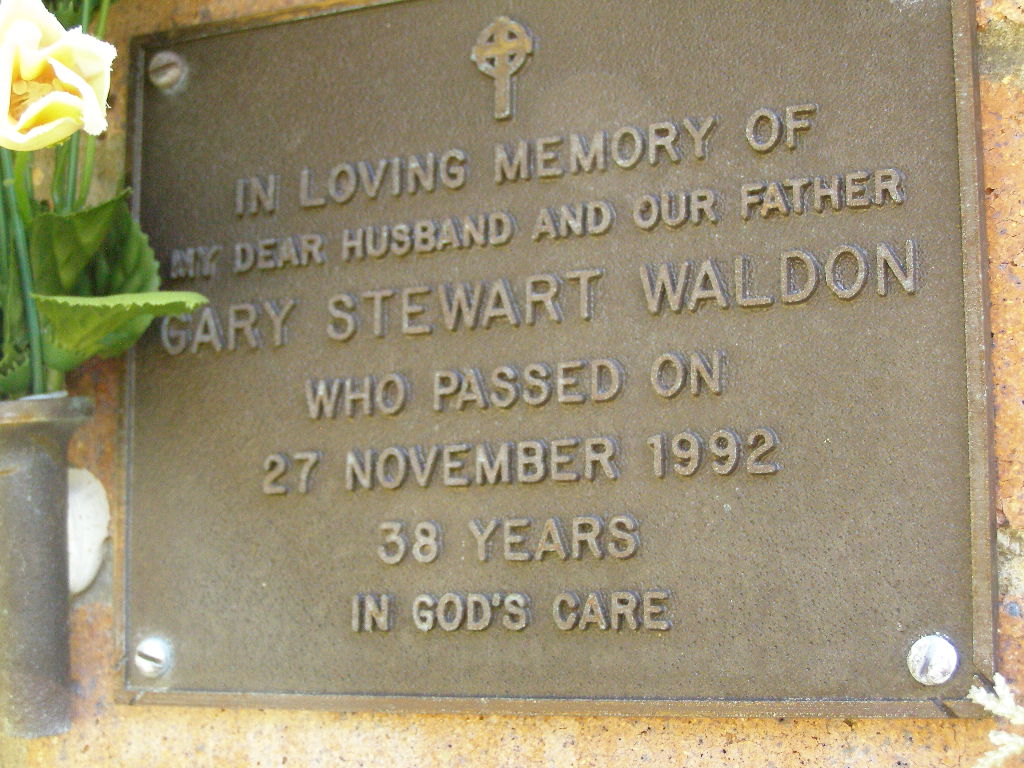 IN LOVING MEMORY OF
MY DEAR HUSBAND AND OUR FATHER
GARY STEWART WALDON
WHO PASSED ON
27 NOVEMBER 1992
38 YEARS
IN GOD'S CARE